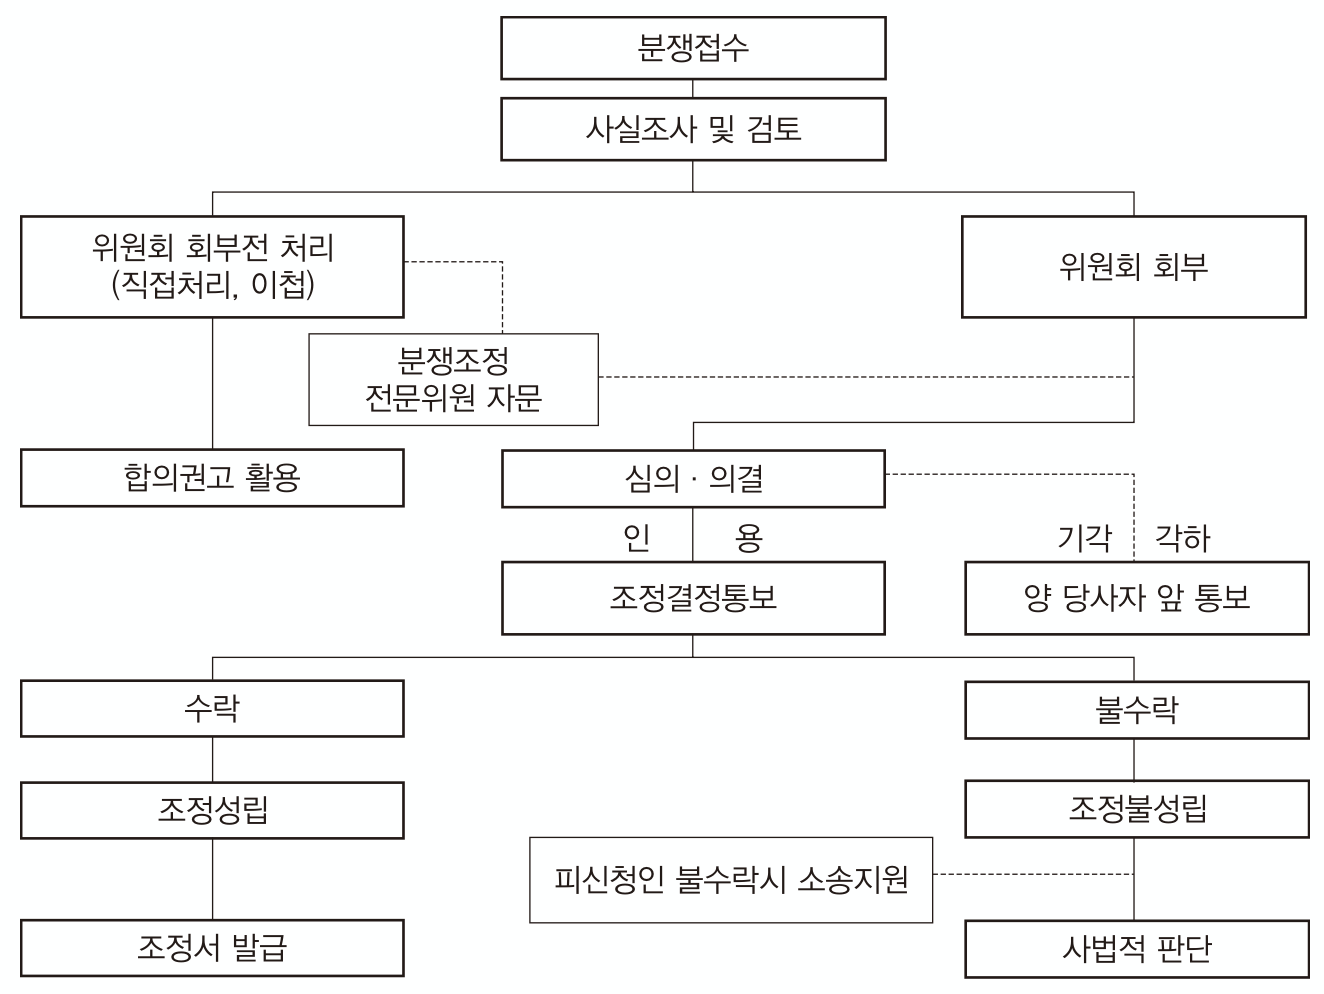 분쟁접수
사실조사 및 검토
위원회 회부전 처리
(직접처리, 이첩)
위원회 회부
분쟁조정
전문위원 자문
합의권고 활용
심의 · 의결
인 용
기각 각하
조정결정통보
양 당사자 앞 통보
수락
불수락
조정성립
조정불성립
피신청인 불수락시 소송지원
조정서 발급
사법적 판단